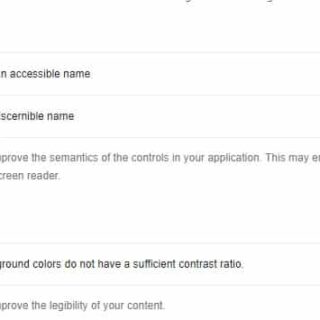 n accessible name
scernible name
prove the semantics of the controls in your application. This may e
creen reader.
ground colors do not have a sufficient contrast ratio.
prove the legibility of your content.